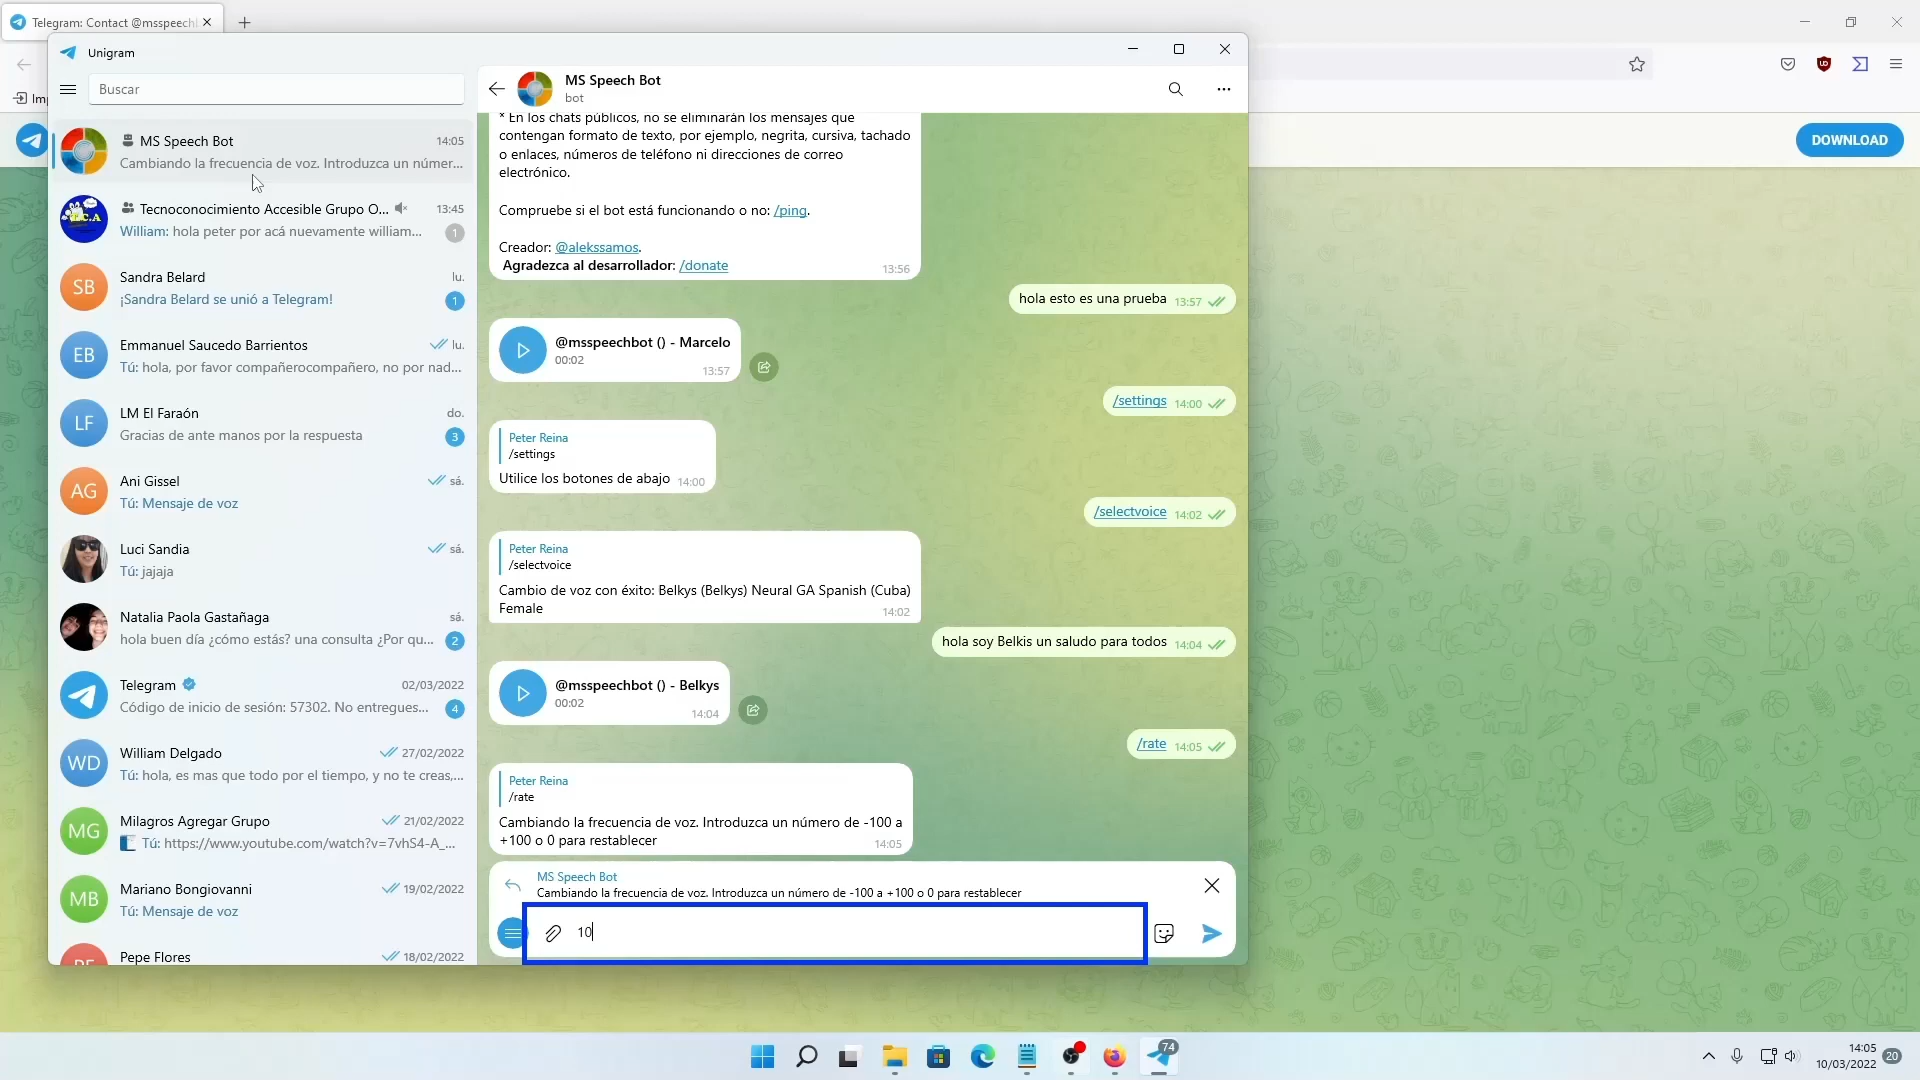 Telegram: Contact @msspeechb
Unigram
Imp
Buscar
MS Speech Bot
14:05
Cambiando la frecuencia de voz. Introduzca un númer...
Tecnoconocimiento Accesible Grupo O...
13:45
William: hola peter por acá nuevamente william...
1
SB
Sandra Belard
lu.
¡Sandra Belard se unió a Telegram!
1
EB
Emmanuel Saucedo Barrientos
lu.
Tú: hola, por favor compañerocompañero, no por nad...
LF
LM El Faraón
do.
Gracias de ante manos por la respuesta
3
AG
Ani Gissel
sá.
Tú: Mensaje de voz
Luci Sandia
sá.
Tú: jajaja
Natalia Paola Gastañaga
sá.
hola buen día ¿cómo estás? una consulta ¿Por qu...
2
Telegram
02/03/2022
Código de inicio de sesión: 57302. No entregues...
4
WD
William Delgado
27/02/2022
Tú: hola, es mas que todo por el tiempo, y no te creas,...
MG
Milagros Agregar Grupo
21/02/2022
Tú: https://www.youtube.com/watch?v=7vhS4-A_...
MB
Mariano Bongiovanni
19/02/2022
Tú: Mensaje de voz
Pepe Flores
18/02/2022
MS Speech Bot
bot
* En los chats públicos, no se eliminarán los mensajes que
contengan formato de texto, por ejemplo, negrita, cursiva, tachado
o enlaces, números de teléfono ni direcciones de correo
electrónico.
Compruebe si el bot está funcionando o no: /ping.
Creador: @alekssamos.
Agradezca al desarrollador: /donate
13:56
hola esto es una prueba 13:57
@msspeechbot () - Marcelo
00:02
13:57
/settings 14:00
Peter Reina
/settings
Utilice los botones de abajo 14:00
/selectvoice 14:02
Peter Reina
/selectvoice
Cambio de voz con éxito: Belkys (Belkys) Neural GA Spanish (Cuba)
Female
14:02
hola soy Belkis un saludo para todos 14:04
@msspeechbot () - Belkys
00:02
14:04
/rate 14:05
Peter Reina
/rate
Cambiando la frecuencia de voz. Introduzca un número de -100 a
+100 o 0 para restablecer
14:05
MS Speech Bot
Cambiando la frecuencia de voz. Introduzca un número de -100 a +100 o 0 para restablecer
10
DOWNLOAD
74
14:05
10/03/2022
20